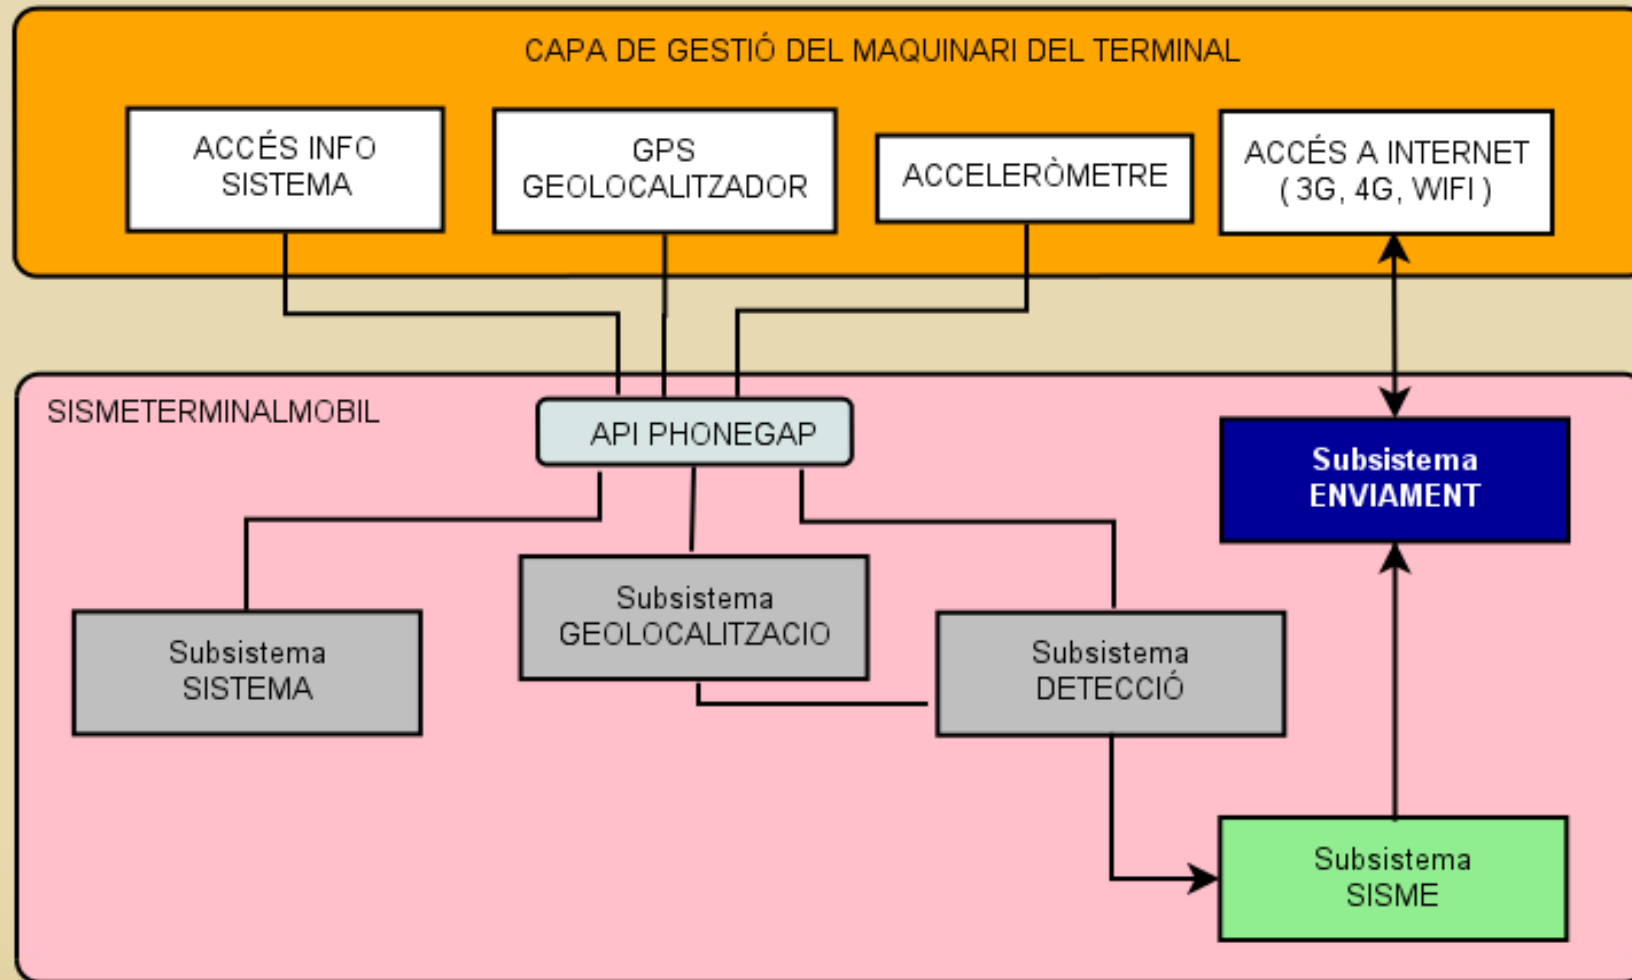 CAPA DE GESTIÓ DEL MAQUINARI DEL TERMINAL
ACCÉS INFO
SISTEMA
GPS
GEOLOCALITZADOR
ACCELERÒMETRE
ACCÉS A INTERNET
( 3G, 4G, WIFI )
SISMETERMINALMOBIL
API PHONEGAP
Subsistema
ENVIAMENT
Subsistema
GEOLOCALITZACIO
Subsistema
SISTEMA
Subsistema
DETECCIÓ
Subsistema
SISME